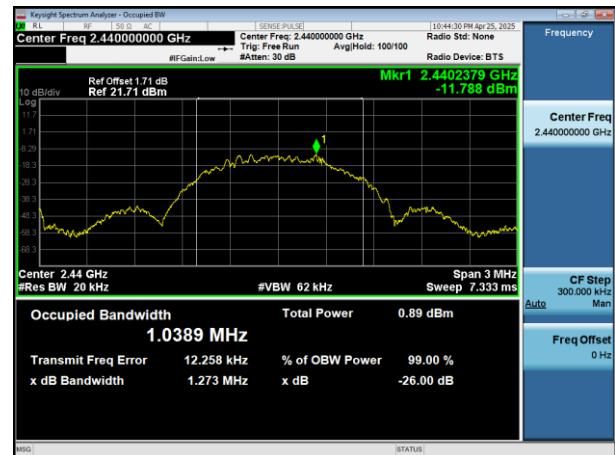 Keysight Spectrum Analyzer - Occupied BW
RL RF 50 Ω AC SENSE:PULSE 10:44:30 PM Apr 25, 2025
Center Freq 2.440000000 GHz Center Freq: 2.440000000 GHz Radio Std: None Frequency
Trig: Free Run Avg|Hold: 100/100
#IFGain:Low #Atten: 30 dB Radio Device: BTS
Ref Offset 1.71 dB Mkr1 2.4402379 GHz
10 dB/div Ref 21.71 dBm -11.788 dBm
Log
11.7
1.71
-8.29
-18.3
-28.3
-38.3
-48.3
-58.3
-68.3
1
Center Freq
2.440000000 GHz
Center 2.44 GHz Span 3 MHz
#Res BW 20 kHz #VBW 62 kHz Sweep 7.333 ms
CF Step
300.000 kHz
Auto Man
Occupied Bandwidth Total Power 0.89 dBm
1.0389 MHz
Transmit Freq Error 12.258 kHz % of OBW Power 99.00 %
x dB Bandwidth 1.273 MHz x dB -26.00 dB
Freq Offset
0 Hz
MSG STATUS